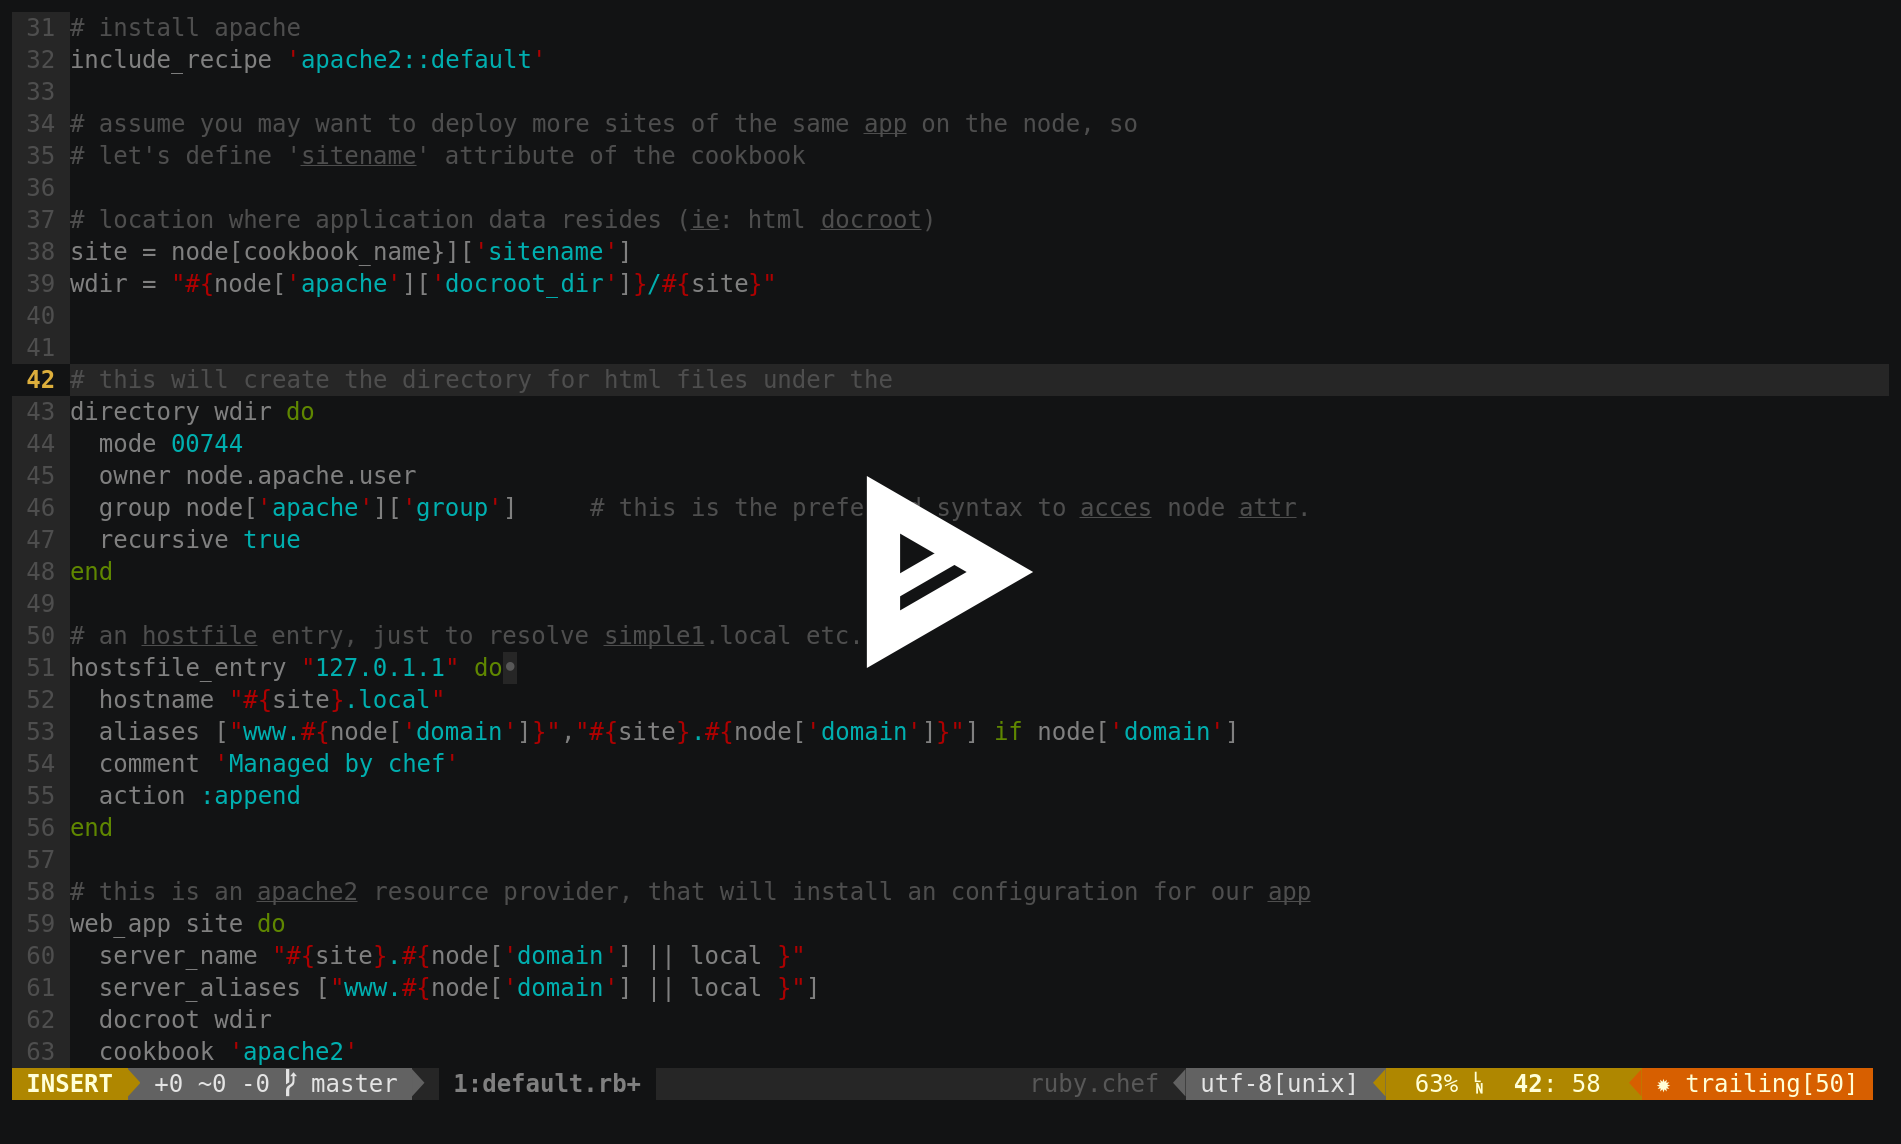 31 # install apache
32 include_recipe 'apache2::default'
33
34 # assume you may want to deploy more sites of the same app on the node, so
35 # let's define 'sitename' attribute of the cookbook
36
37 # location where application data resides (ie: html docroot)
38 site = node[cookbook_name}]['sitename']
39 wdir = "#{node['apache']['docroot_dir']}/#{site}"
40
41
42 # this will create the directory for html files under the
43 directory wdir do
44   mode 00744
45   owner node.apache.user
46   group node['apache']['group']     # this is the syntax to acces node attr.
47   recursive true
48 end
49
50 # an hostfile entry, just to resolve simple1.local etc.
51 hostsfile_entry "127.0.1.1" do•
52   hostname "#{site}.local"
53   aliases ["www.#{node['domain']}","#{site}.#{node['domain']}"] if node['domain']
54   comment 'Managed by chef'
55   action :append
56 end
57
58 # this is an apache2 resource provider, that will install an configuration for our app
59 web_app site do
60   server_name "#{site}.#{node['domain'] || local }"
61   server_aliases ["www.#{node['domain'] || local }"]
62   docroot wdir
63   cookbook 'apache2'
INSERT +0 ~0 -0 master 1:default.rb+ ruby.chef utf-8[unix] 63% LN 42: 58 ✹ trailing[50]